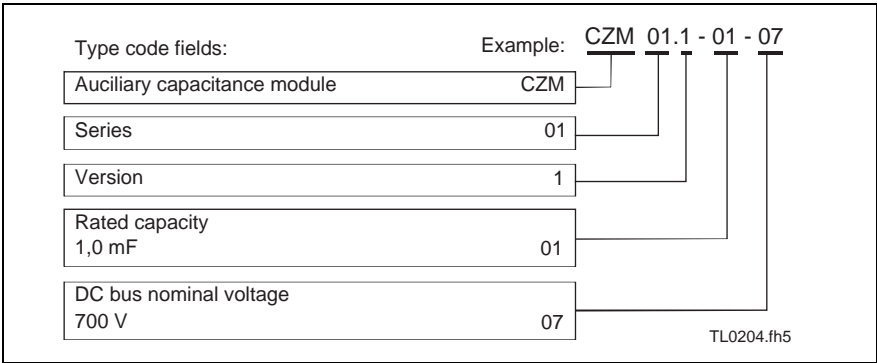 Type code fields: Example: CZM 01.1 - 01 - 07
Auciliary capacitance module CZM
Series 01
Version 1
Rated capacity
1,0 mF 01
DC bus nominal voltage
700 V 07
TL0204.fh5